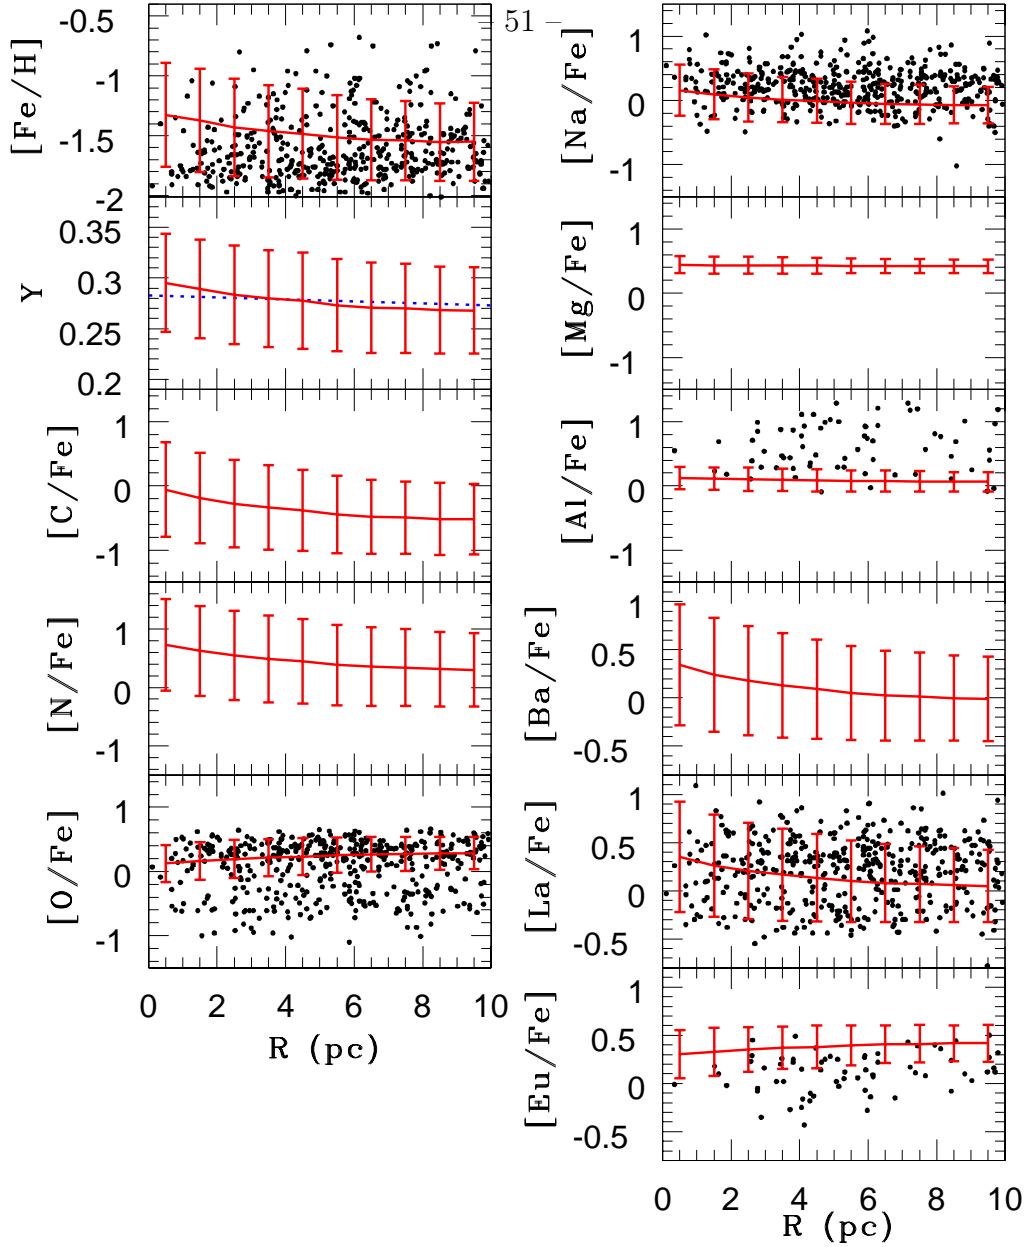 51 –
[Fe/H]
-0.5
-1
-1.5
-2
Y
0.35
0.3
0.25
0.2
[C/Fe]
1
0
-1
[N/Fe]
1
0
-1
[O/Fe]
1
0
-1
0 2 4 6 8 10
R (pc)
[Na/Fe]
1
0
-1
[Mg/Fe]
1
0
-1
[Al/Fe]
1
0
-1
[Ba/Fe]
1
0.5
0
-0.5
[La/Fe]
1
0.5
0
-0.5
[Eu/Fe]
1
0.5
0
-0.5
0 2 4 6 8 10
R (pc)